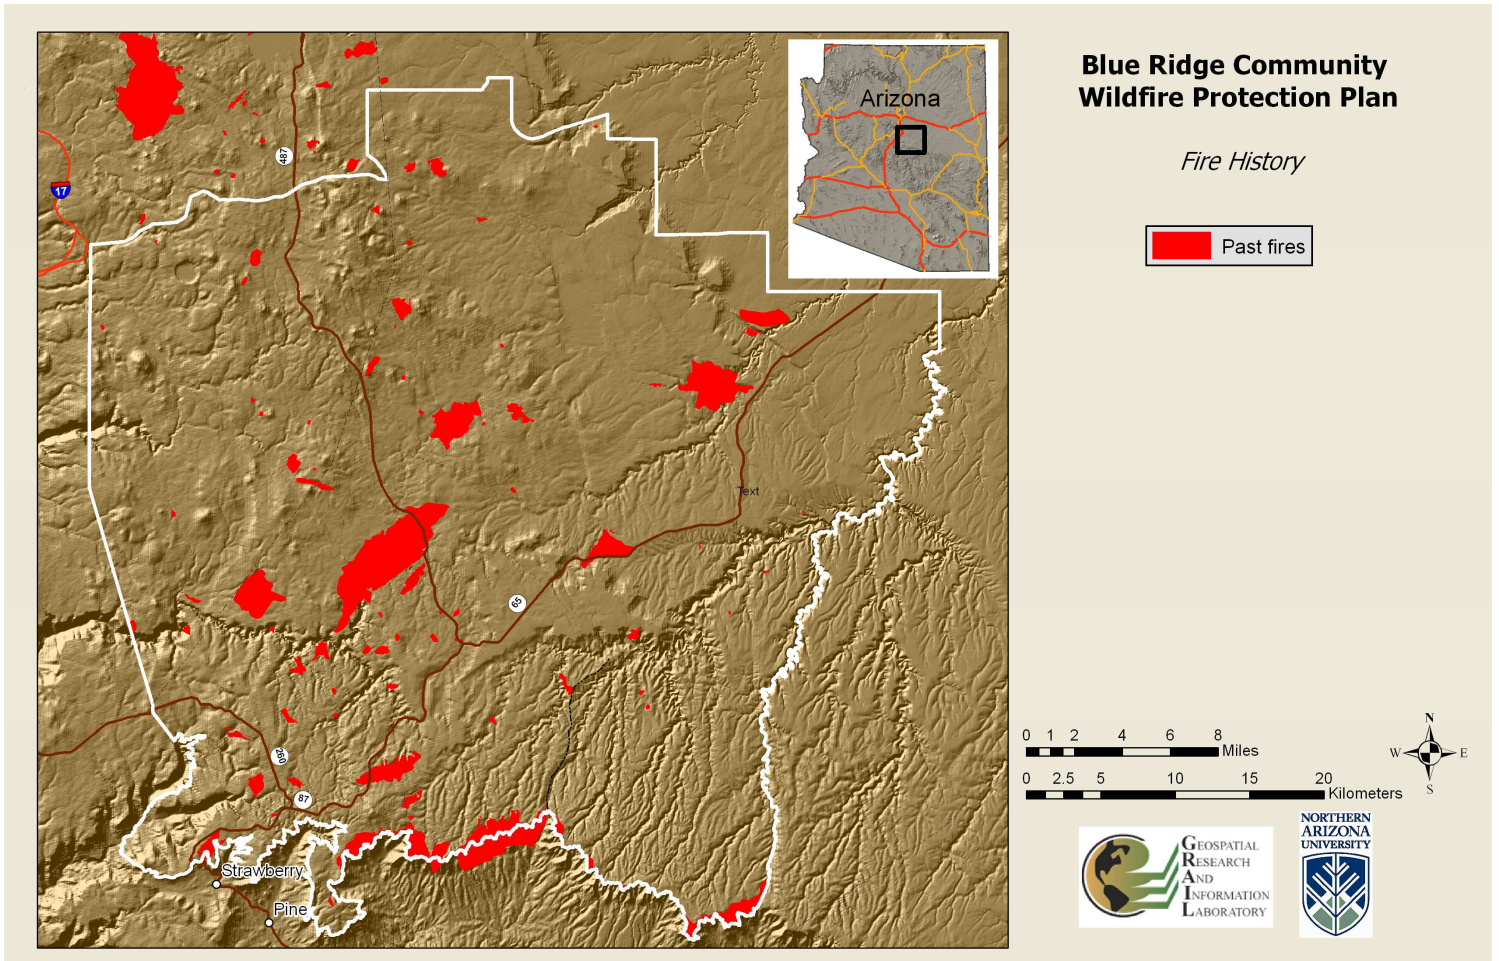 Blue Ridge Community
Wildfire Protection Plan
Fire History
Past fires
Arizona
487
17
Text
65
260
87
Strawberry
Pine
0 1 2 4 6 8
Miles
0 2.5 5 10 15 20
Kilometers
N
W E
S
GEOSPATIAL
RESEARCH
AND
INFORMATION
LABORATORY
NORTHERN
ARIZONA
UNIVERSITY